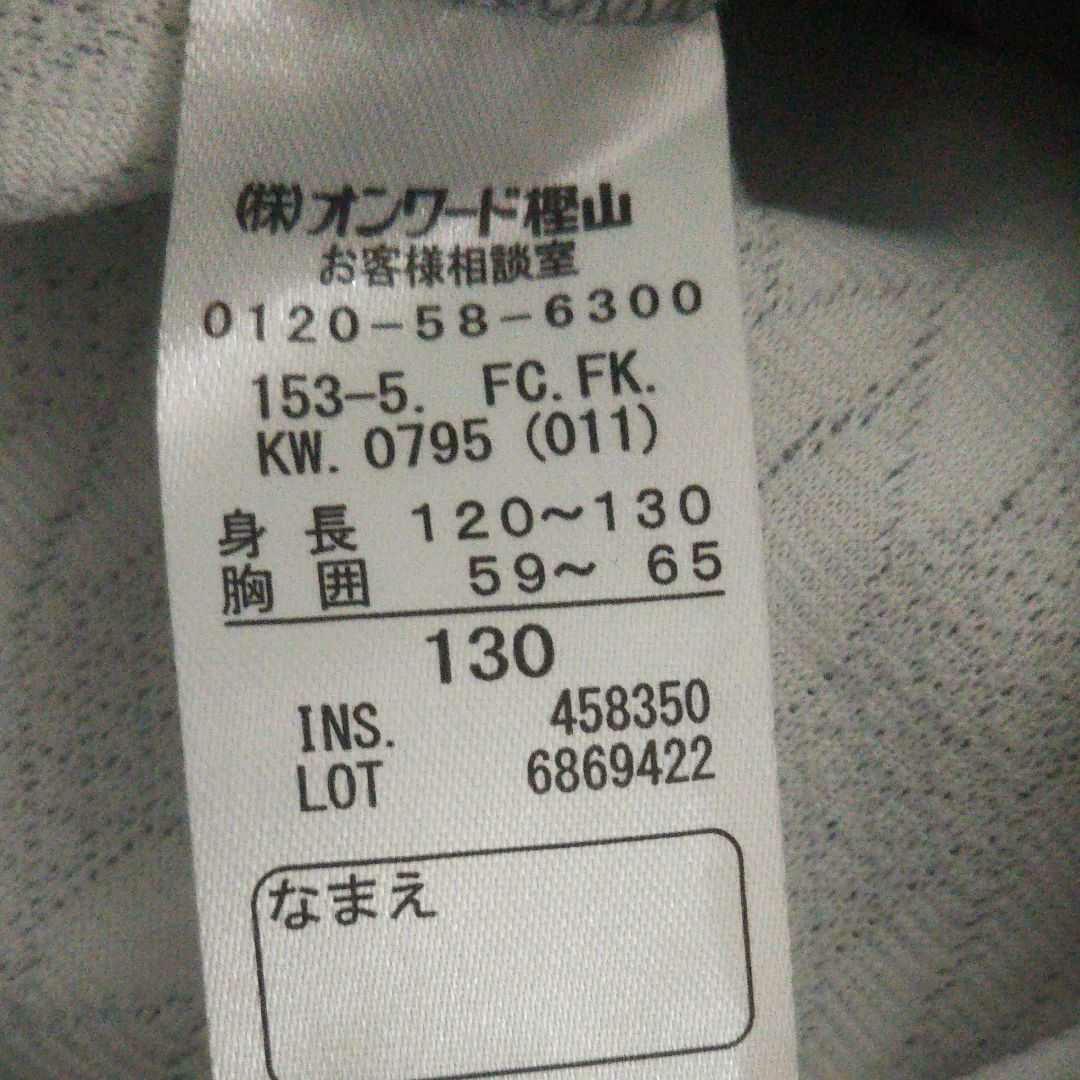 (株)オンワード樫山
お客様相談室
0120-58-6300
153-5. FC.FK.
KW. 0795 (011)
身長 120～130
胸囲 59～ 65
130
INS. 458350
LOT 6869422
なまえ